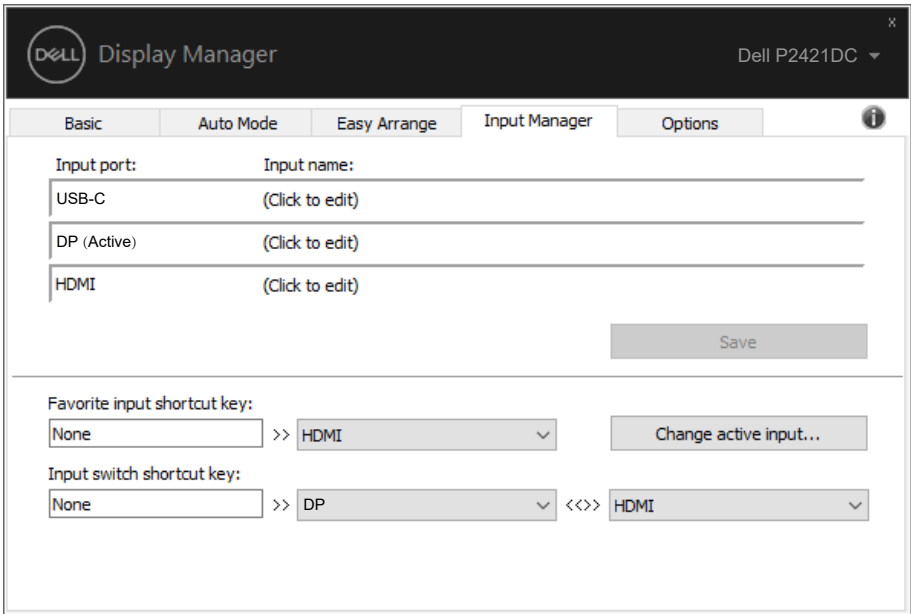 x
DELL Display Manager Dell P2421DC
Basic Auto Mode Easy Arrange Input Manager Options i
Input port: Input name:
USB-C (Click to edit)
DP (Active) (Click to edit)
HDMI (Click to edit)
Save
Favorite input shortcut key:
None >> HDMI Change active input...
Input switch shortcut key:
None >> DP <<>> HDMI